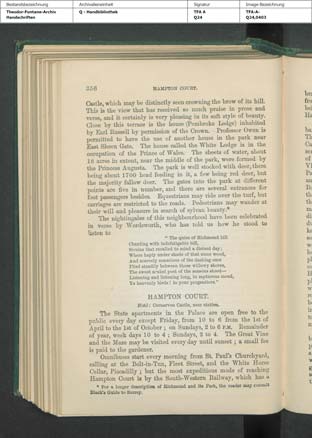 Bestandsbezeichnung Archivalieneinheit Signatur Image-Bezeichnung
Theodor-Fontane-Archiv Q - Handbibliothek TFA A TFA-A-
Handschriften Q24 Q24,0403
356 HAMPTON COURT.
Castle, which may be distinctly seen crowning the brow of its hill.
This is the view that has received so much praise in prose and
verse, and it certainly is very pleasing in its soft style of beauty.
Close by this terrace is the house (Pembroke Lodge) inhabited
by Earl Russell by permission of the Crown. Professor Owen is
permitted to have the use of another house in the park near
East Sheen Gate. The house called the White Lodge is in the
occupation of the Prince of Wales. The sheets of water, about
16 acres in extent, near the middle of the park, were formed by
the Princess Augusta. The park is well stocked with deer, there
being about 1700 head feeding in it, a few being red deer, but
the majority fallow deer. The gates into the park at different
points are five in number, and there are several entrances for
foot passengers besides. Equestrians may ride over the turf, but
carriages are restricted to the roads. Pedestrians may wander at
their will and pleasure in search of sylvan beauty.*
The nightingales of this neighbourhood have been celebrated
in verse by Wordsworth, who has told us how he stood to
listen to
" The quire of Richmond hill
Chanting with indefatigable bill,
Strains that recalled to mind a distant day;
When haply under shade of that same wood,
And scarcely conscious of the dashing oars
Plied steadily between those willowy shores,
The sweet-souled poet of the seasons stood—
Listening and listening long, in rapturous mood,
Ye heavenly birds! to your progenitors."
HAMPTON COURT.
Hotel: Greyhound, Castle, near station.
The State apartments in the Palace are open free to the
public every day except Friday, from 10 to 6 from the 1st of
April to the 1st of October; on Sundays, 2 to 6 P.M. Remainder
of year, week days 10 to 4; Sundays, 2 to 4. The Great Vine
and the Maze may be visited every day until sunset; a small fee
is paid to the gardener.
Omnibuses start every morning from St. Paul's Churchyard,
calling at the Bolt-in-Tun, Fleet Street, and the White Horse
Cellar, Piccadilly; but the most expeditious mode of reaching
Hampton Court is by the South-Western Railway, which has a
* For a longer description of Richmond and its Park, the reader may consult
Black's Guide to Surrey.